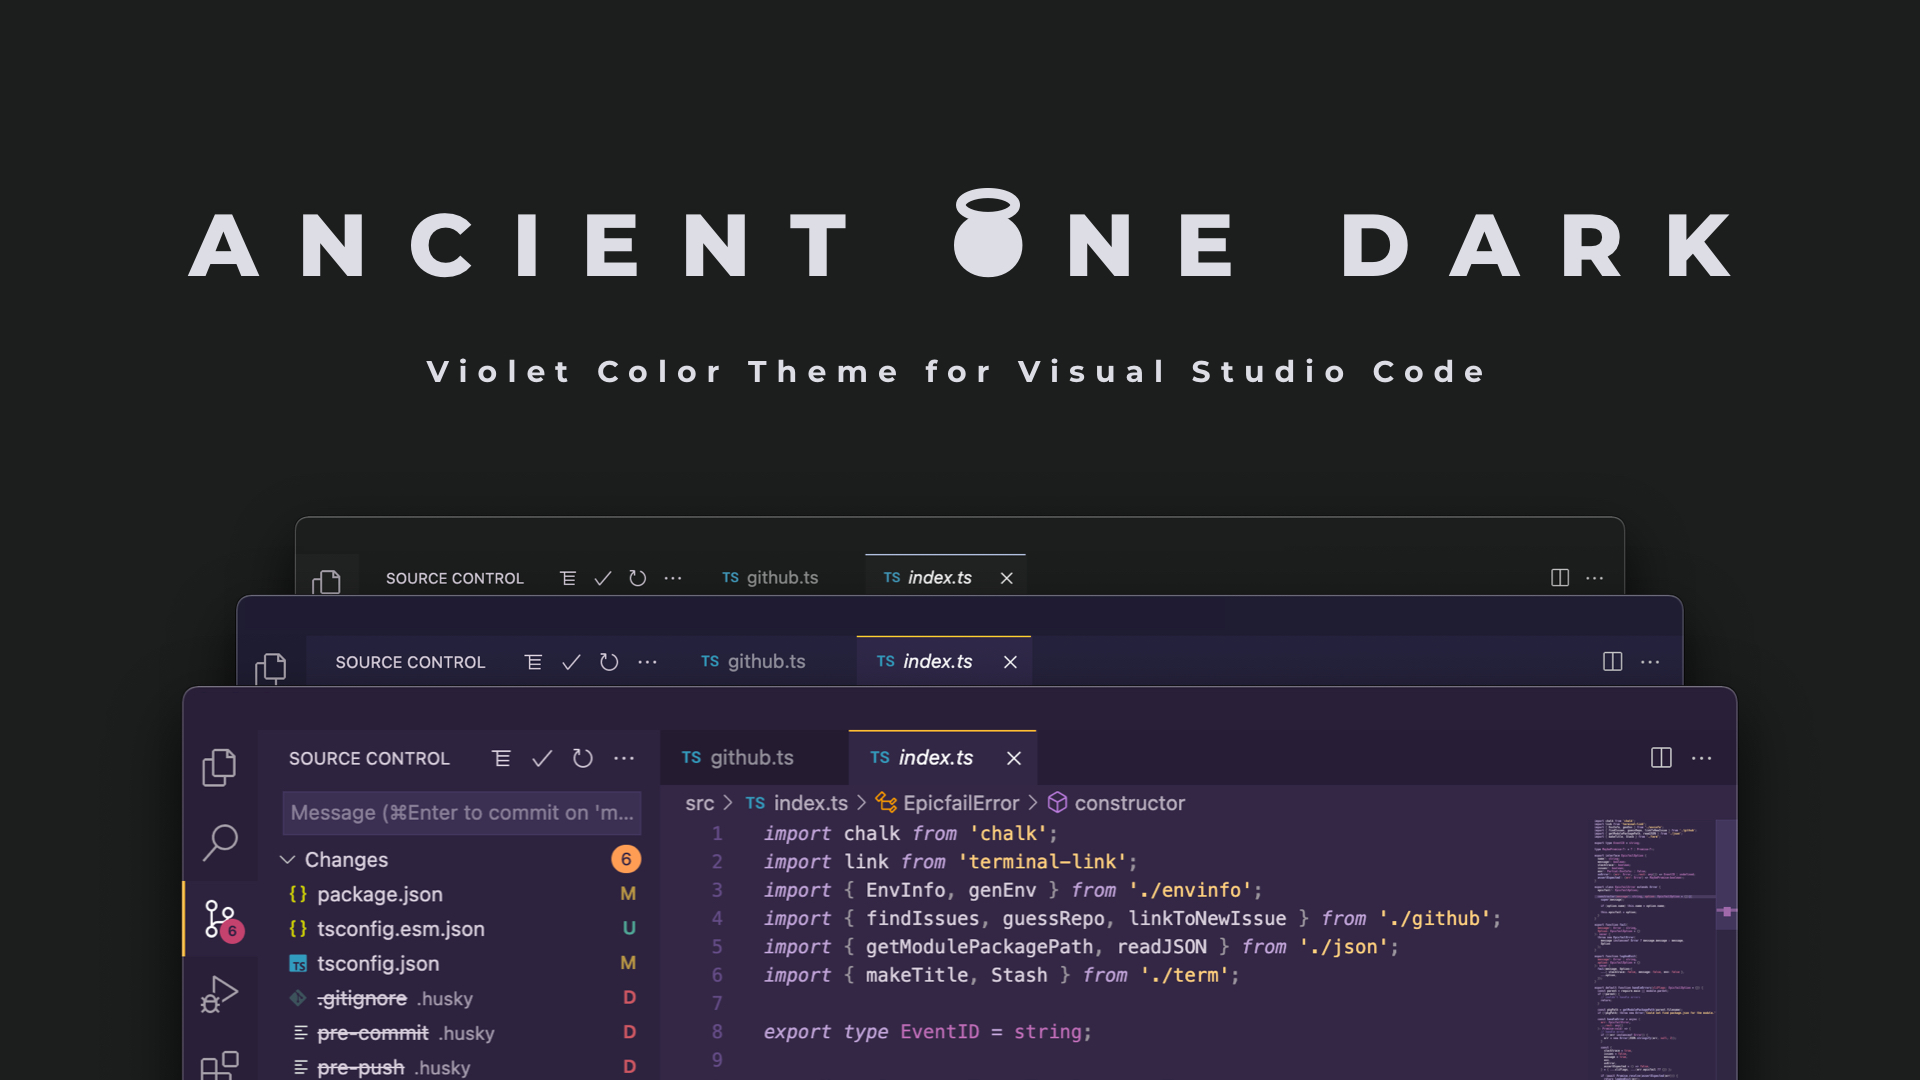 ANCIENT ONE DARK
Violet Color Theme for Visual Studio Code
SOURCE CONTROL ··· TS github.ts TS index.ts ···
SOURCE CONTROL ··· TS github.ts TS index.ts ···
SOURCE CONTROL ··· TS github.ts TS index.ts ···
Message (⌘Enter to commit on 'm...
Changes 6
{} package.json M
{} tsconfig.esm.json U
6
TS tsconfig.json M
.gitignore .husky D
pre-commit .husky D
pre-push .husky D
src > TS index.ts > EpicfailError > constructor
1 import chalk from 'chalk';
2 import link from 'terminal-link';
3 import { EnvInfo, genEnv } from './envinfo';
4 import { findIssues, guessRepo, linkToNewIssue } from './github';
5 import { getModulePackagePath, readJSON } from './json';
6 import { makeTitle, Stash } from './term';
7
8 export type EventID = string;
9